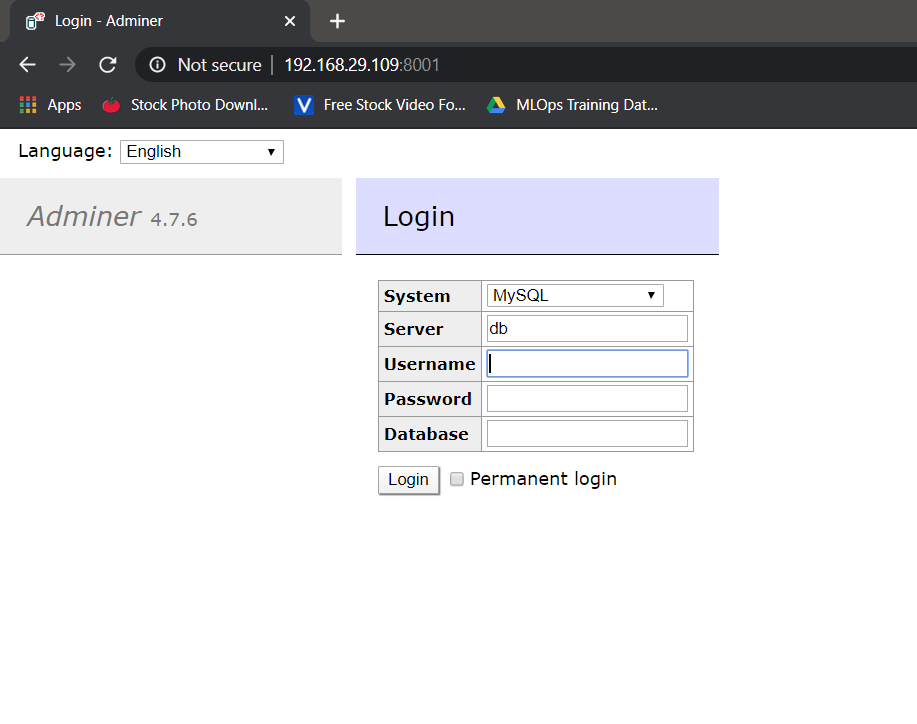 Login - Adminer
Not secure 192.168.29.109:8001
Apps Stock Photo Downl... Free Stock Video Fo... MLOps Training Dat...
Language: English
Adminer 4.7.6
Login
System MySQL
Server db
Username
Password
Database
Login Permanent login